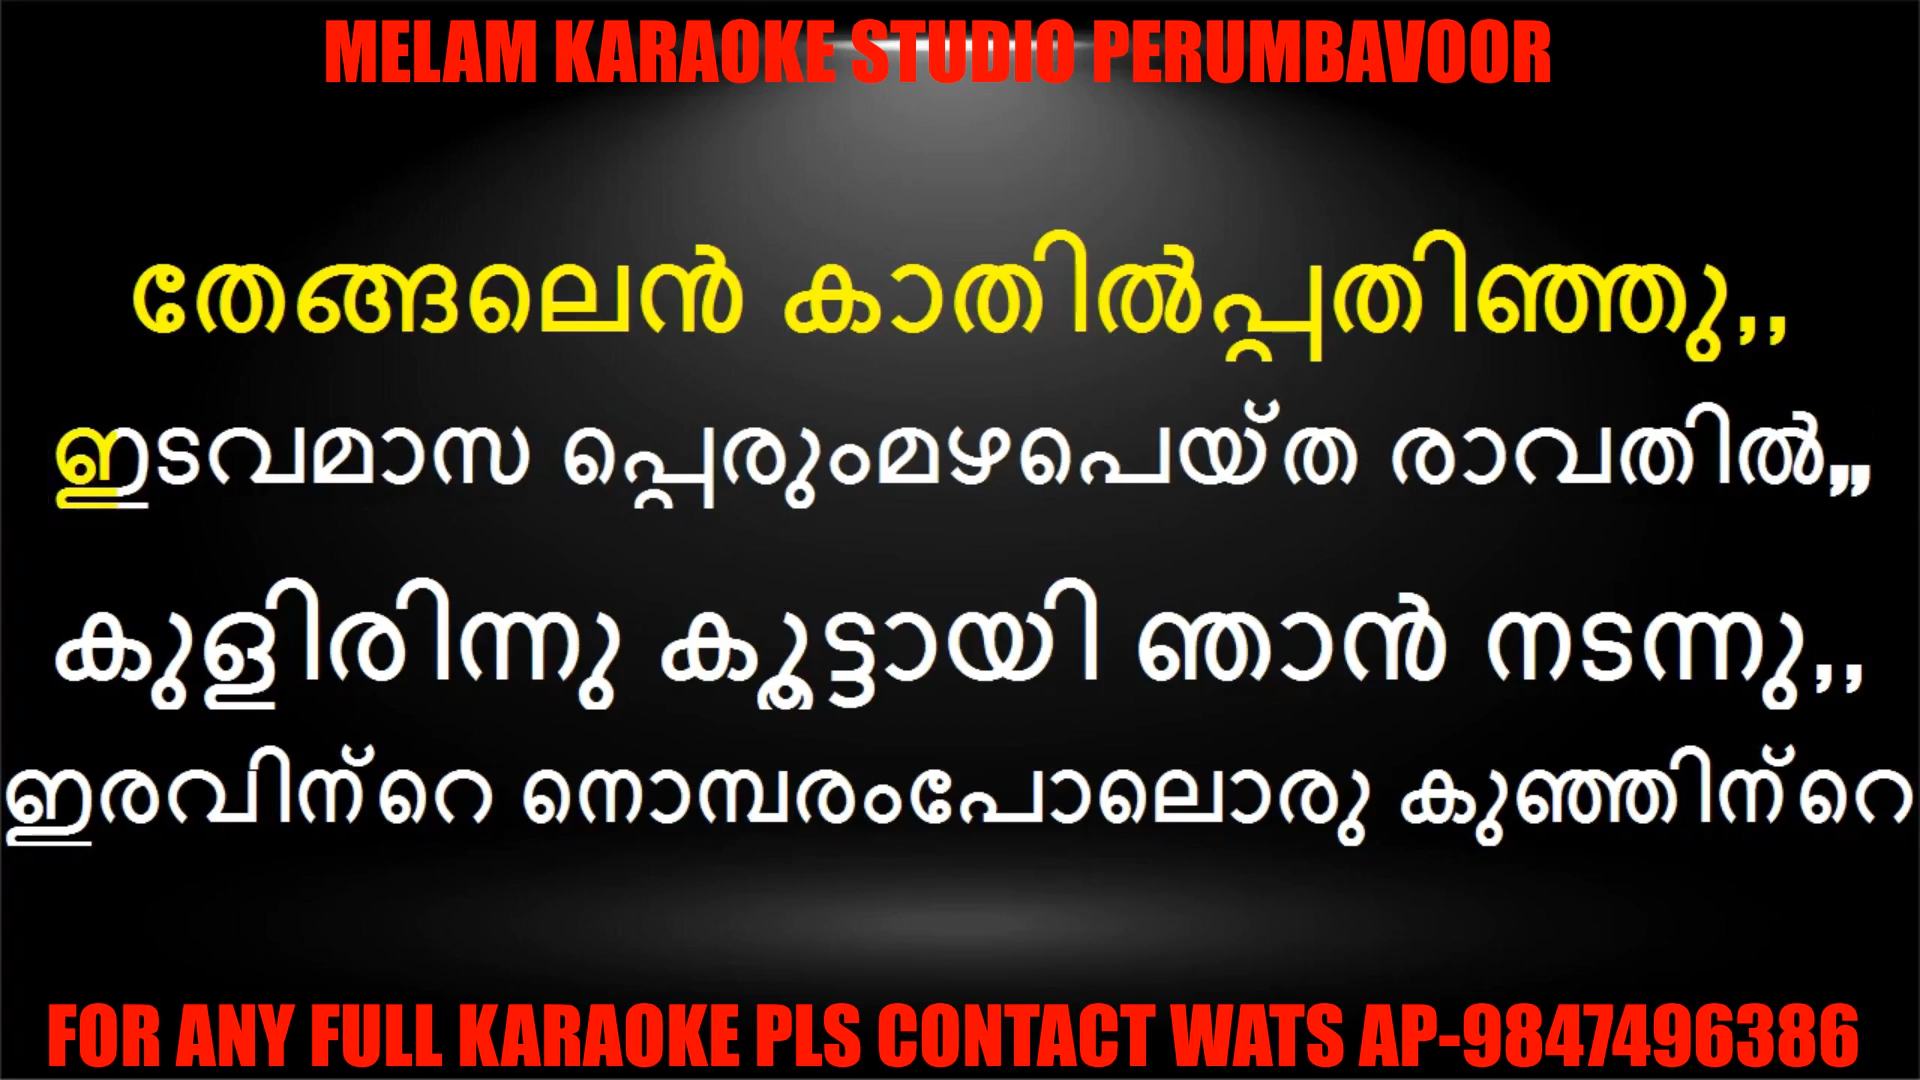 MELAM KARAOKE STUDIO PERUMBAVOOR
തേങ്ങലെൻ കാതിൽപ്പതിഞ്ഞു,,
ഇടവമാസ പ്പെരുംമഴപെയ്ത രാവതിൽ,,
കുളിരിന്നു കൂട്ടായി ഞാൻ നടന്നു,,
ഇരവിന്റെ നൊമ്പരംപോലൊരു കുഞ്ഞിന്റെ
FOR ANY FULL KARAOKE PLS CONTACT WATS AP-9847496386